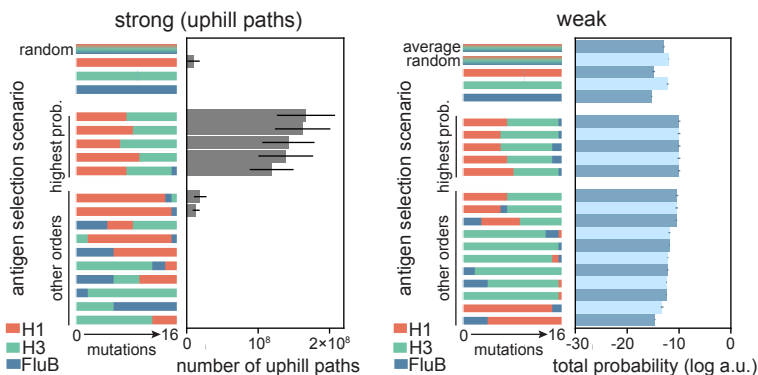 strong (uphill paths)
weak
random
average
random
antigen selection scenario
highest prob.
other orders
antigen selection scenario
highest prob.
other orders
H1
H3
FluB
0
16
mutations
0
10⁸
2×10⁸
number of uphill paths
H1
H3
FluB
0
16
mutations
-30
-20
-10
0
total probability (log a.u.)